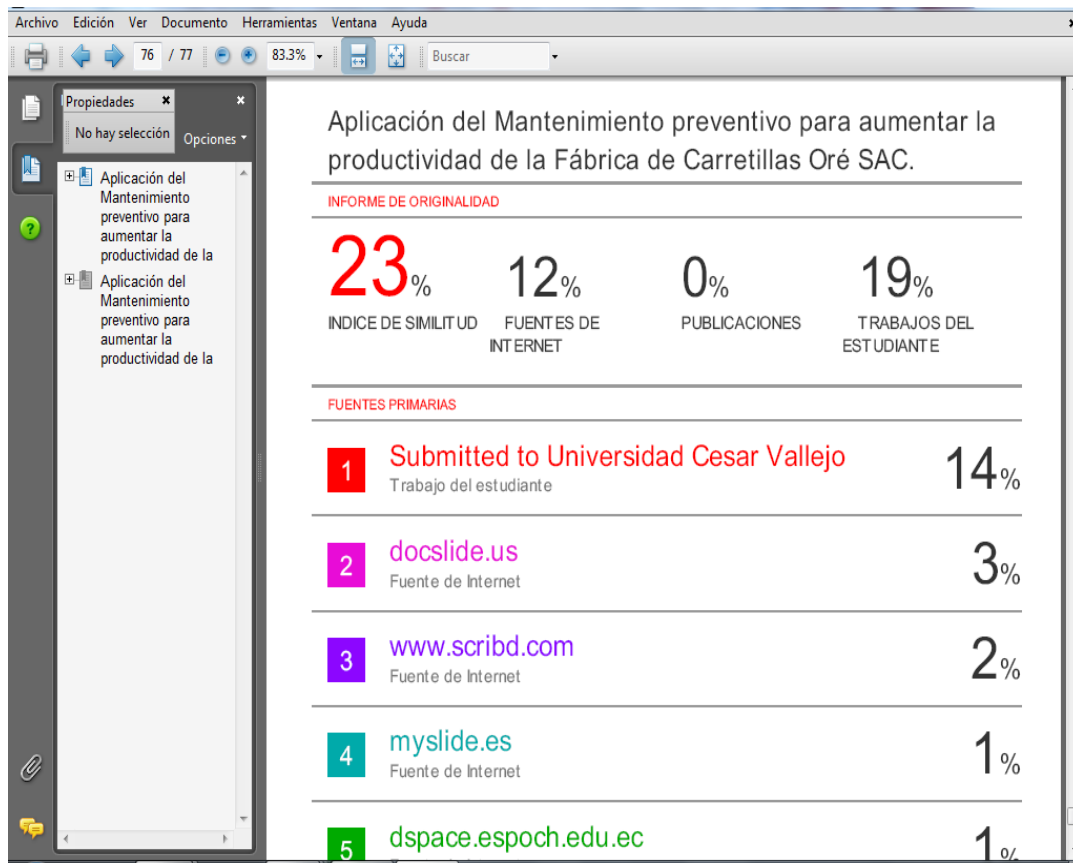 Archivo Edición Ver Documento Herramientas Ventana Ayuda
76 / 77 83.3% Buscar
Propiedades
No hay selección
Opciones
Aplicación del
Mantenimiento
preventivo para
aumentar la
productividad de la
Aplicación del
Mantenimiento
preventivo para
aumentar la
productividad de la
Aplicación del Mantenimiento preventivo para aumentar la
productividad de la Fábrica de Carretillas Oré SAC.
INFORME DE ORIGINALIDAD
23% 12% 0% 19%
INDICE DE SIMILITUD FUENTES DE PUBLICACIONES TRABAJOS DEL
INTERNET ESTUDIANTE
FUENTES PRIMARIAS
1 Submitted to Universidad Cesar Vallejo 14%
Trabajo del estudiante
2 docslide.us 3%
Fuente de Internet
3 www.scribd.com 2%
Fuente de Internet
4 myslide.es 1%
Fuente de Internet
5 dspace.espoch.edu.ec 1%